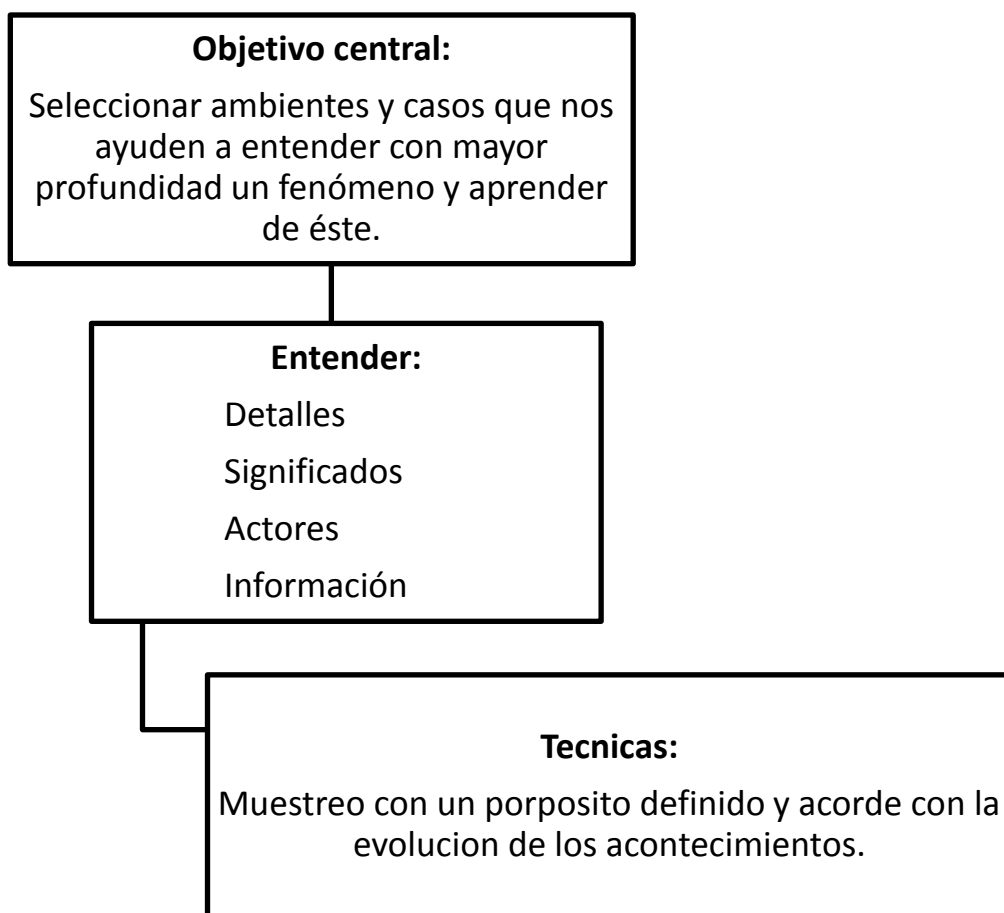 Objetivo central:
Seleccionar ambientes y casos que nos
ayuden a entender con mayor
profundidad un fenómeno y aprender
de éste.
Entender:
Detalles
Significados
Actores
Información
Tecnicas:
Muestreo con un porposito definido y acorde con la
evolucion de los acontecimientos.